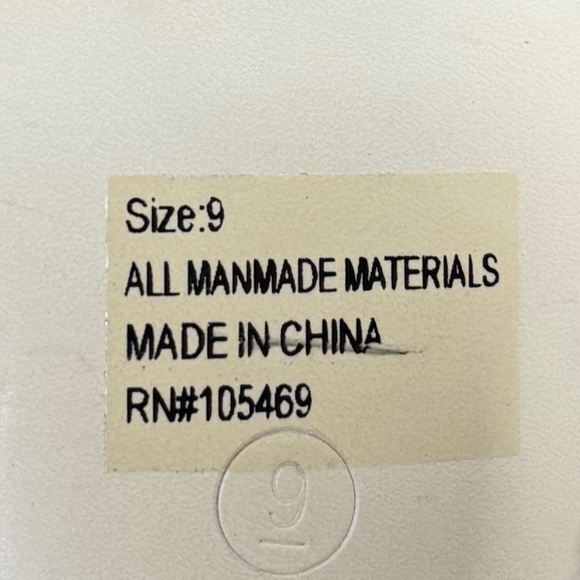 Size:9
ALL MANMADE MATERIALS
MADE IN CHINA
RN#105469
9